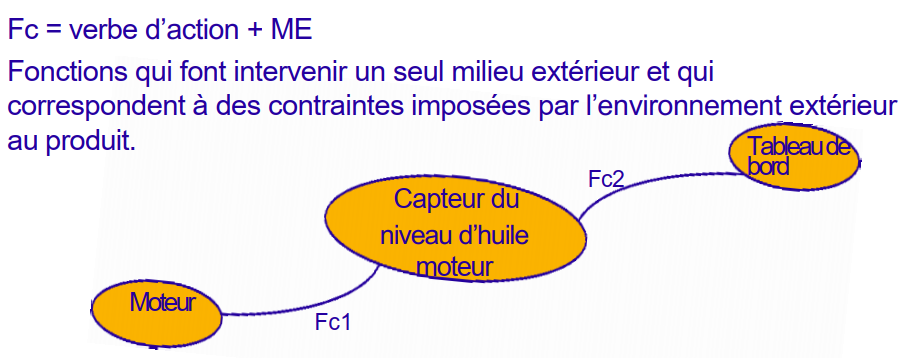 Fc = verbe d’action + ME
Fonctions qui font intervenir un seul milieu extérieur et qui
correspondent à des contraintes imposées par l’environnement extérieur
au produit.
Tableau de
bord
Fc2
Capteur du
niveau d’huile
moteur
Moteur
Fc1